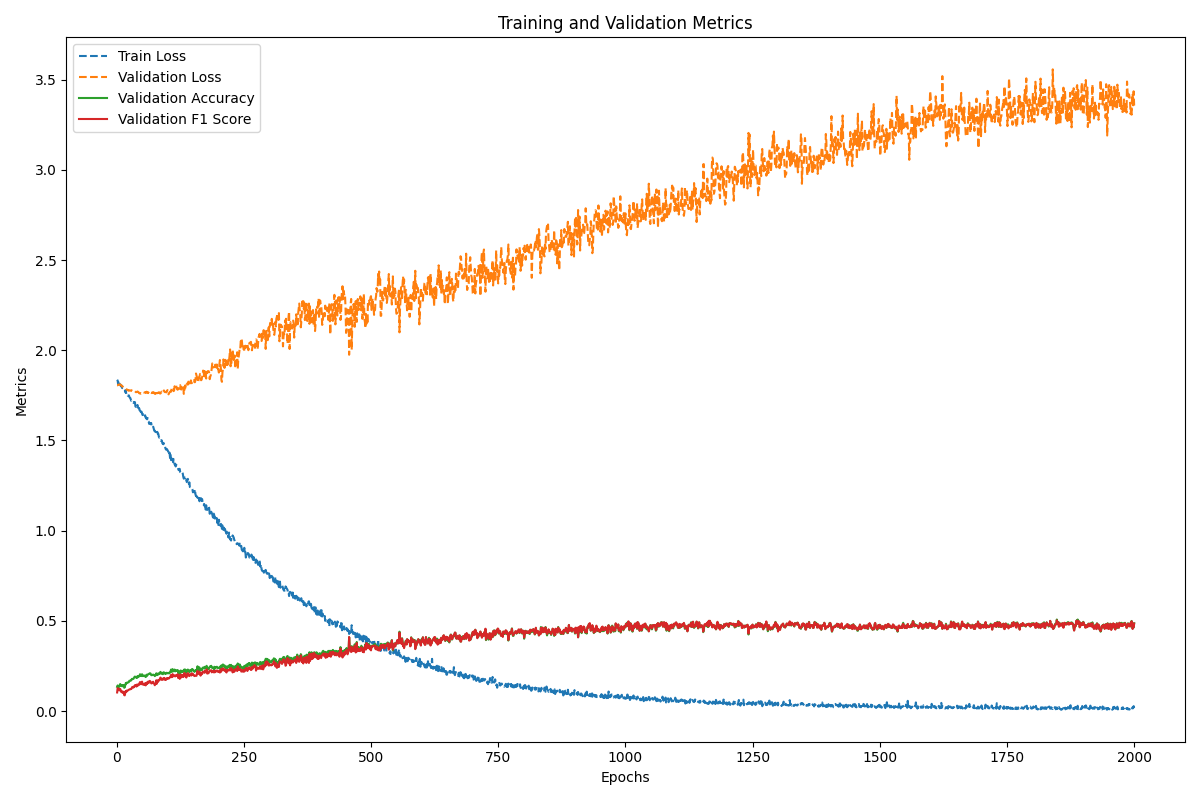 Training and Validation Metrics
Train Loss
Validation Loss
Validation Accuracy
Validation F1 Score
Metrics
3.5
3.0
2.5
2.0
1.5
1.0
0.5
0.0
0 250 500 750 1000 1250 1500 1750 2000
Epochs